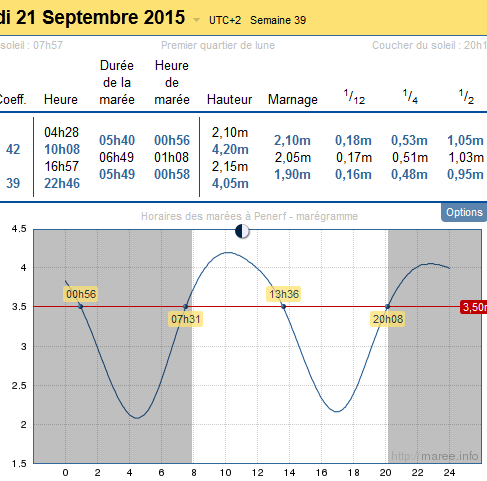 di 21 Septembre 2015 UTC+2 Semaine 39
soleil : 07h57 Premier quartier de lune Coucher du soleil : 20h1
Coeff. Heure Durée de la marée Heure de marée Hauteur Marnage 1/12 1/4 1/2
04h28 2,10m
42 10h08 05h40 00h56 4,20m 2,10m 0,18m 0,53m 1,05m
16h57 06h49 01h08 2,15m 2,05m 0,17m 0,51m 1,03m
39 22h46 05h49 00h58 4,05m 1,90m 0,16m 0,48m 0,95m
Options
Horaires des marées à Penerf - marégramme
4.5
4
00h56 13h36
3.5 3,50m
07h31 20h08
3
2.5
2
http://maree.info
1.5
0 2 4 6 8 10 12 14 16 18 20 22 24